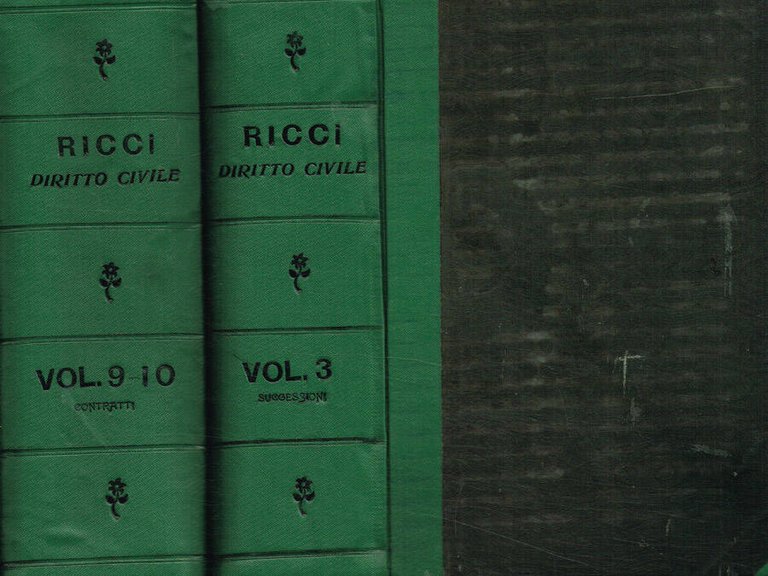 RICCi
DIRITTO CIVILE
VOL. 9-10
CONTRATTI
RICCi
DIRITTO CIVILE
VOL. 3
SUCCESSIONI